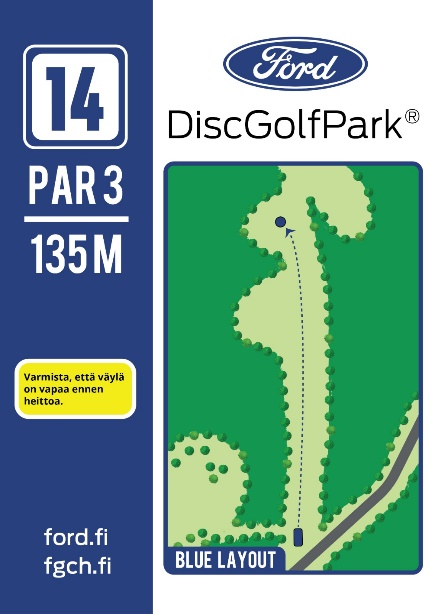 14
PAR 3
135 M
Varmista, että väylä
on vapaa ennen
heittoa.
ford.fi
fgch.fi
Ford
DiscGolfPark®
BLUE LAYOUT